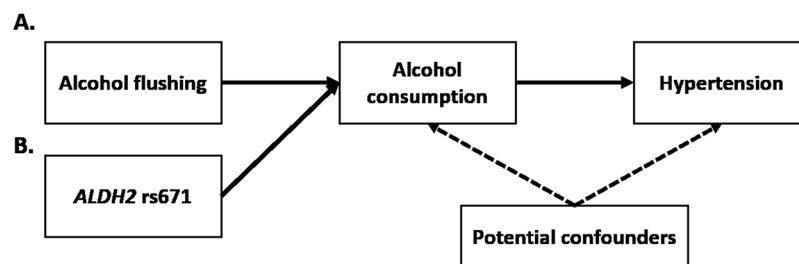 A.
Alcohol flushing
Alcohol
consumption
Hypertension
B.
ALDH2 rs671
Potential confounders